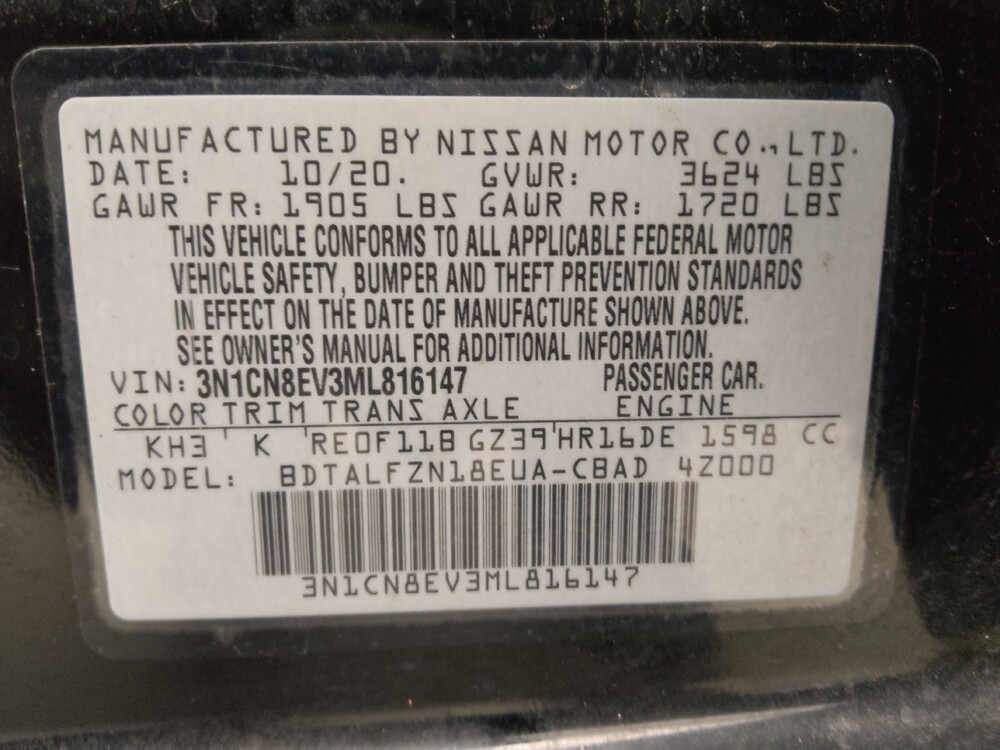 MANUFACTURED BY NISSAN MOTOR CO., LTD.
DATE: 10/20. GVWR: 3624 LBS
GAWR FR: 1905 LBS GAWR RR: 1720 LBS
THIS VEHICLE CONFORMS TO ALL APPLICABLE FEDERAL MOTOR
VEHICLE SAFETY, BUMPER AND THEFT PREVENTION STANDARDS
IN EFFECT ON THE DATE OF MANUFACTURE SHOWN ABOVE.
SEE OWNER'S MANUAL FOR ADDITIONAL INFORMATION.
VIN: 3N1CN8EV3ML816147 PASSENGER CAR.
COLOR TRIM TRANS AXLE ENGINE
KH3 ' K ' RE0F11B GZ39 ' HR16DE 1598 CC
MODEL: BDTALFZN18EUA-CBAD 4Z000
3N1CN8EV3ML816147